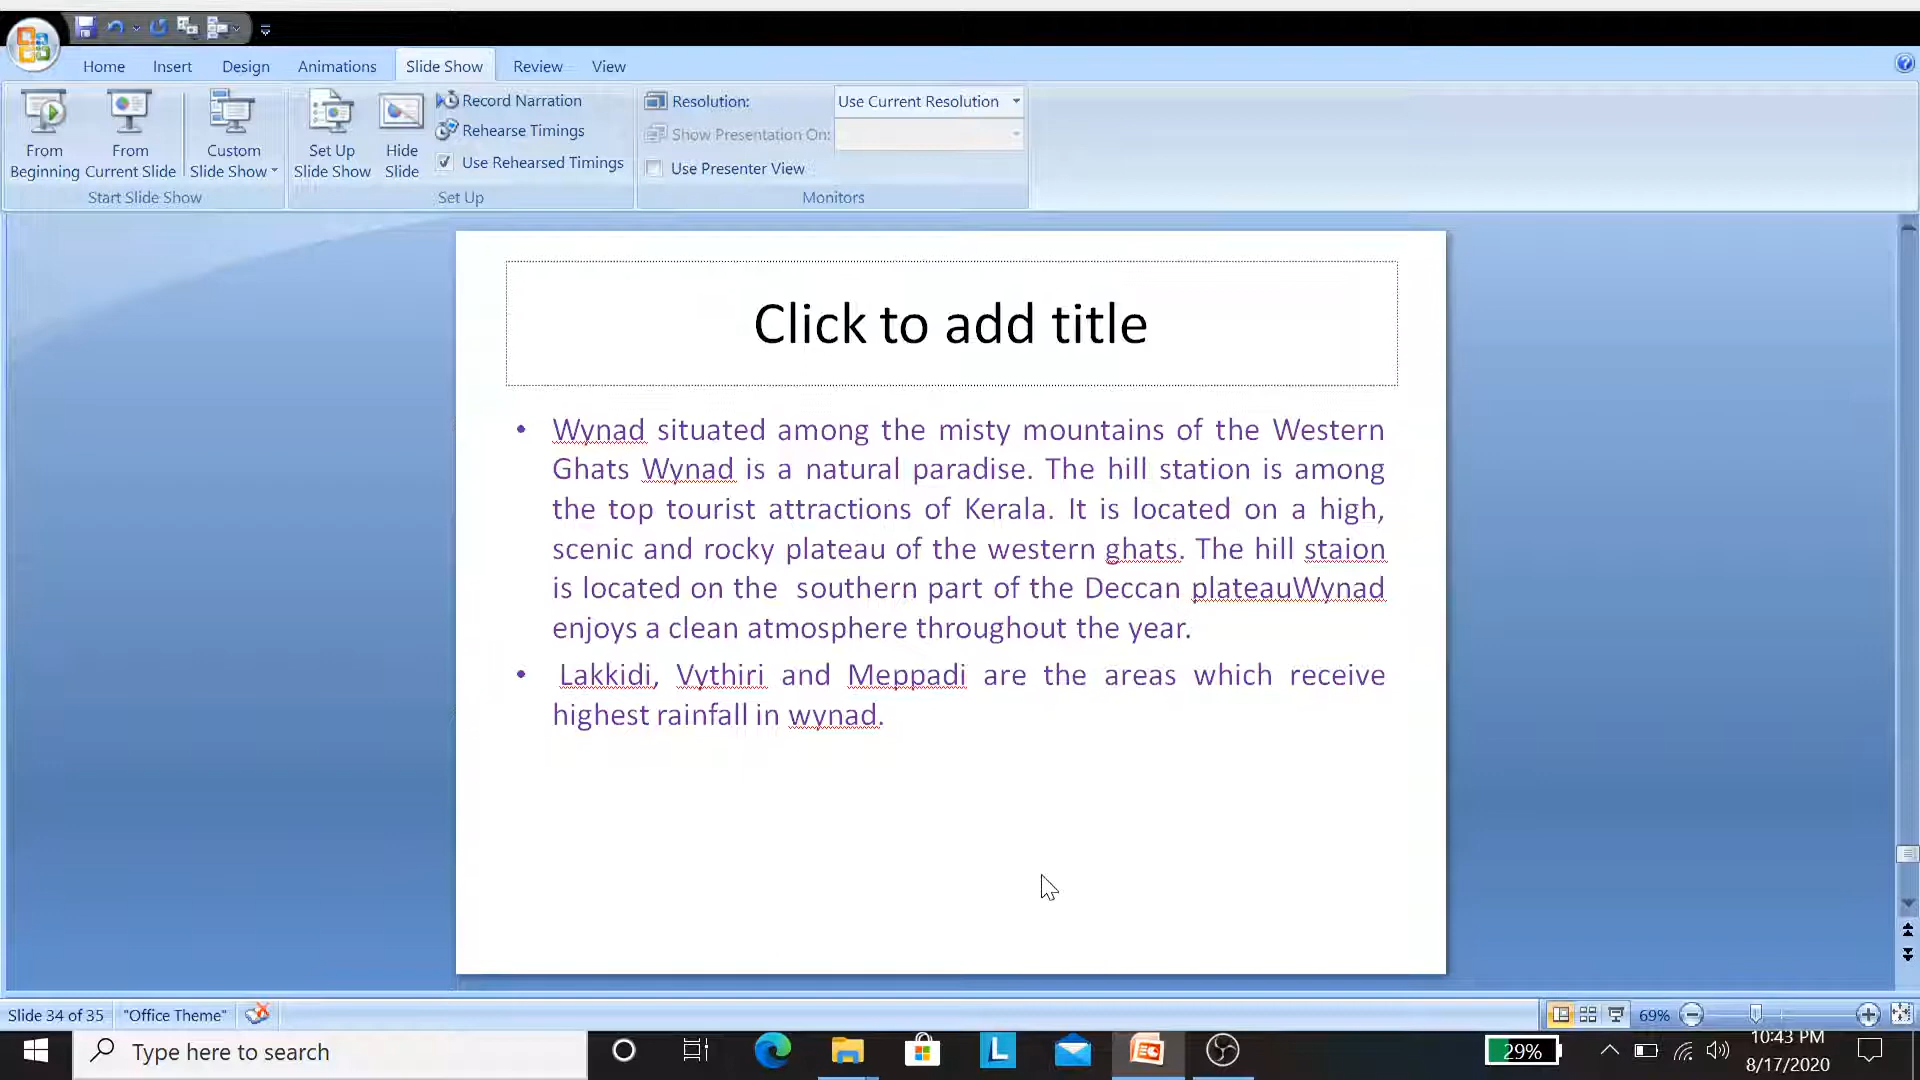 Home Insert Design Animations Slide Show Review View
From Beginning
From Current Slide
Custom Slide Show
Start Slide Show
Set Up Slide Show
Hide Slide
Record Narration
Rehearse Timings
Use Rehearsed Timings
Set Up
Resolution: Use Current Resolution
Show Presentation On:
Use Presenter View
Monitors
Click to add title
• Wynad situated among the misty mountains of the Western
Ghats Wynad is a natural paradise. The hill station is among
the top tourist attractions of Kerala. It is located on a high,
scenic and rocky plateau of the western ghats. The hill staion
is located on the southern part of the Deccan plateauWynad
enjoys a clean atmosphere throughout the year.
• Lakkidi, Vythiri and Meppadi are the areas which receive
highest rainfall in wynad.
Slide 34 of 35 "Office Theme" 69%
Type here to search
L
29%
10:43 PM
8/17/2020